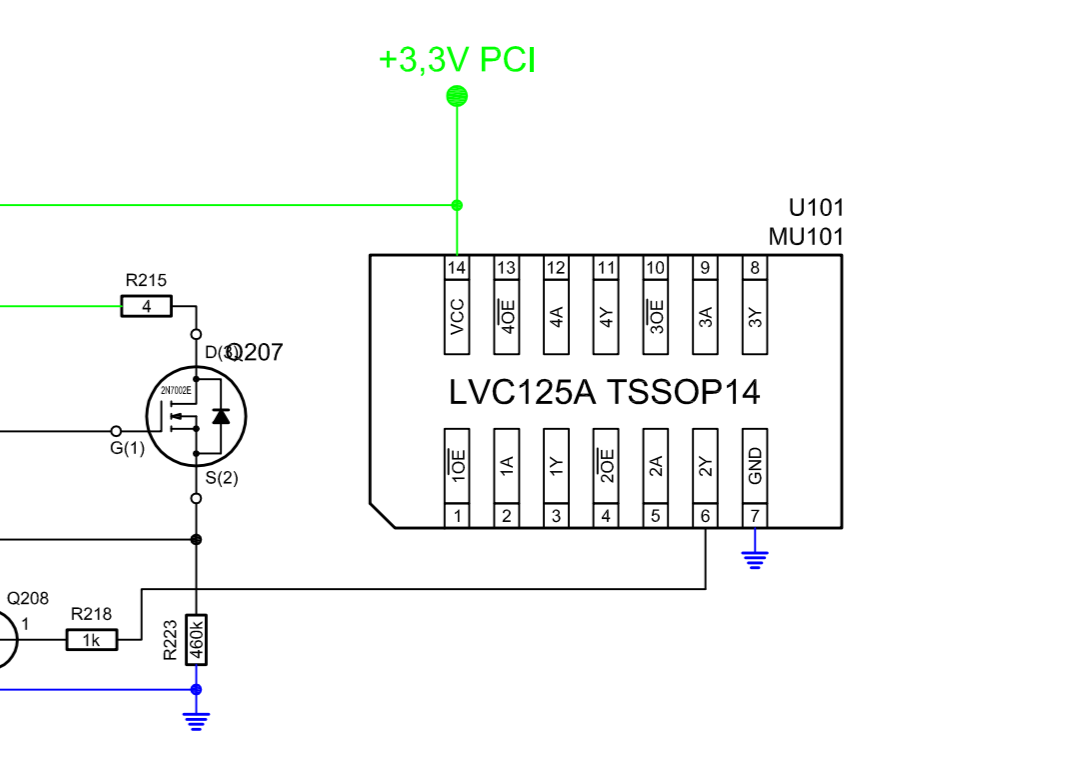 +3,3V PCI
U101
MU101
14 13 12 11 10 9 8
VCC 4OE 4A 4Y 3OE 3A 3Y
LVC125A TSSOP14
1OE 1A 1Y 2OE 2A 2Y GND
1 2 3 4 5 6 7
R215
4
D(3)
Q207
2N7002E
G(1)
S(2)
Q208
1
R218
1k
R223
460k